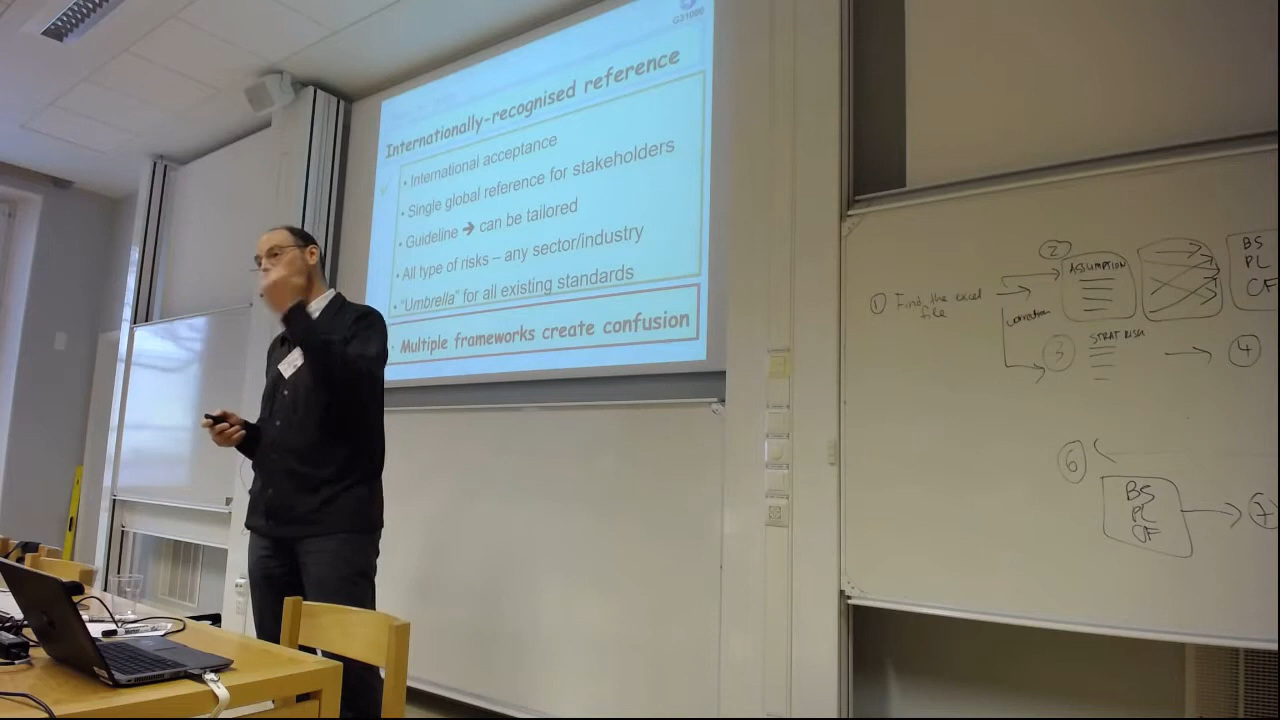 G31000
Internationally-recognised reference
• International acceptance
• Single global reference for stakeholders
• Guideline ➔ can be tailored
• All type of risks – any sector/industry
• "Umbrella" for all existing standards
Multiple frameworks create confusion
① Find the excel
file
②
ASSUMPTION
BS
PL
CF
③
STRAT RISK
④
⑥
BS
PL
CF
⑦